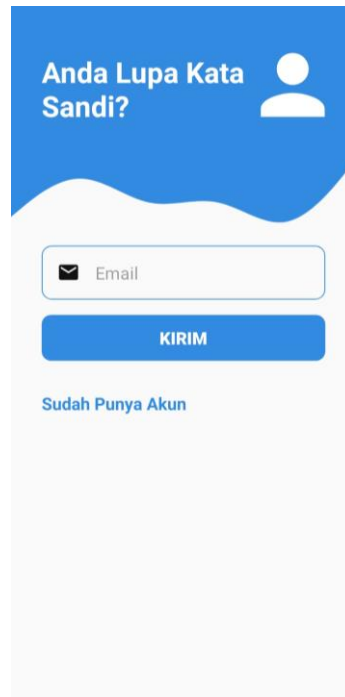 Anda Lupa Kata
Sandi?
Email
KIRIM
Sudah Punya Akun